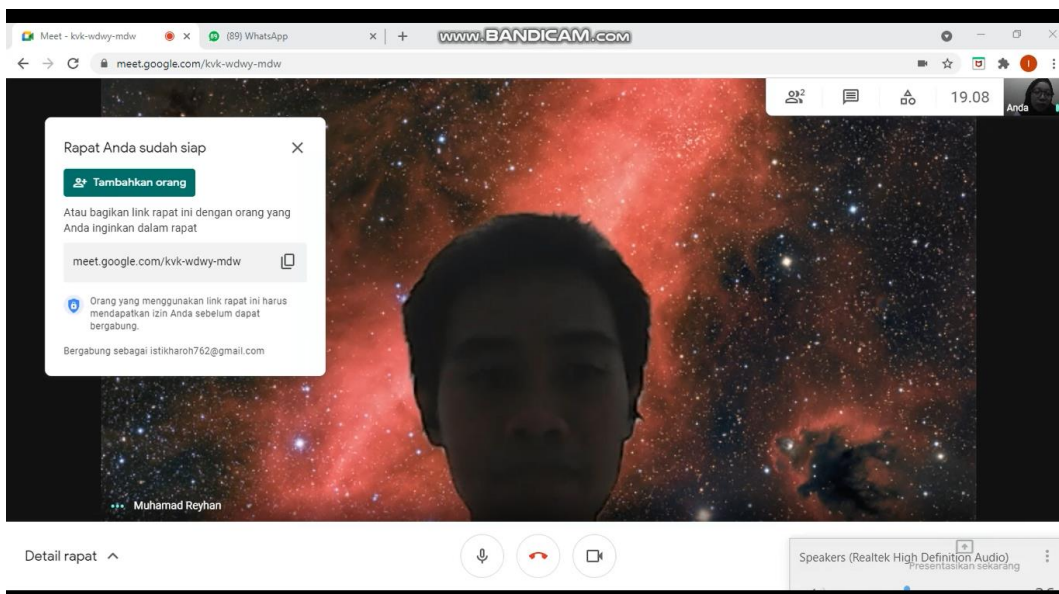 www.BANDICAM.com
Meet - kvk-wdwy-mdw
(89) WhatsApp
meet.google.com/kvk-wdwy-mdw
2
19.08
Anda
Rapat Anda sudah siap
Tambahkan orang
Atau bagikan link rapat ini dengan orang yang
Anda inginkan dalam rapat
meet.google.com/kvk-wdwy-mdw
Orang yang menggunakan link rapat ini harus
mendapatkan izin Anda sebelum dapat
bergabung.
Bergabung sebagai istikharoh762@gmail.com
Muhamad Reyhan
Detail rapat
Speakers (Realtek High Definition Audio)
Presentasikan sekarang